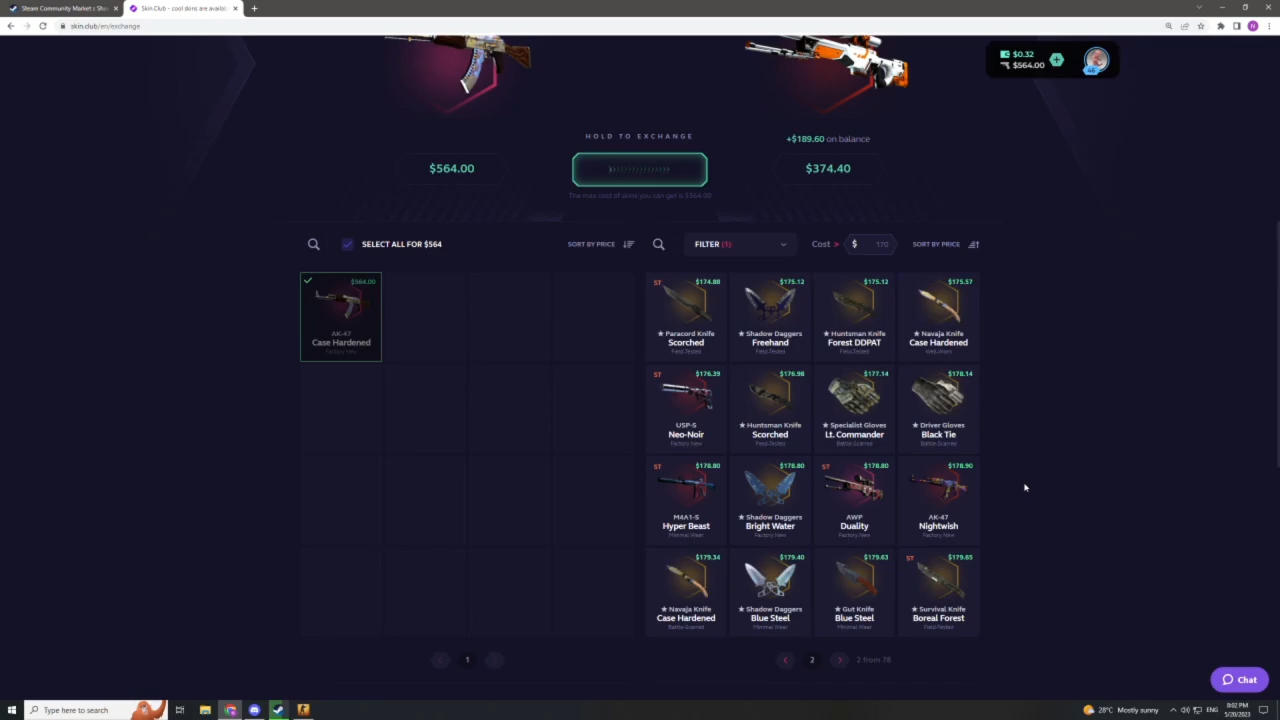 Steam Community Market :: Show
Skin.Club - cool skins are availa
skin.club/en/exchange
N
$0.32
$564.00
46
HOLD TO EXCHANGE
+$189.60 on balance
$564.00
$374.40
The max cost of skins you can get is $564.00
SELECT ALL FOR $564
SORT BY PRICE
FILTER (1)
Cost >
$ 170
SORT BY PRICE
$564.00
AK-47
Case Hardened
Factory New
ST $174.88
★ Paracord Knife
Scorched
Field-Tested
$175.12
★ Shadow Daggers
Freehand
Field-Tested
$175.12
★ Huntsman Knife
Forest DDPAT
Field-Tested
$175.57
★ Navaja Knife
Case Hardened
Well-Worn
ST $176.39
USP-S
Neo-Noir
Factory New
$176.98
★ Huntsman Knife
Scorched
Field-Tested
$177.14
★ Specialist Gloves
Lt. Commander
Battle-Scarred
$178.14
★ Driver Gloves
Black Tie
Battle-Scarred
ST $178.80
M4A1-S
Hyper Beast
Minimal Wear
$178.80
★ Shadow Daggers
Bright Water
Factory New
ST $178.80
AWP
Duality
Factory New
$178.90
AK-47
Nightwish
Factory New
$179.34
★ Navaja Knife
Case Hardened
Battle-Scarred
$179.40
★ Shadow Daggers
Blue Steel
Minimal Wear
$179.63
★ Gut Knife
Blue Steel
Minimal Wear
ST $179.65
★ Survival Knife
Boreal Forest
Field-Tested
1
2
2 from 78
Chat
Type here to search
28°C Mostly sunny
ENG
8:02 PM
5/20/2023